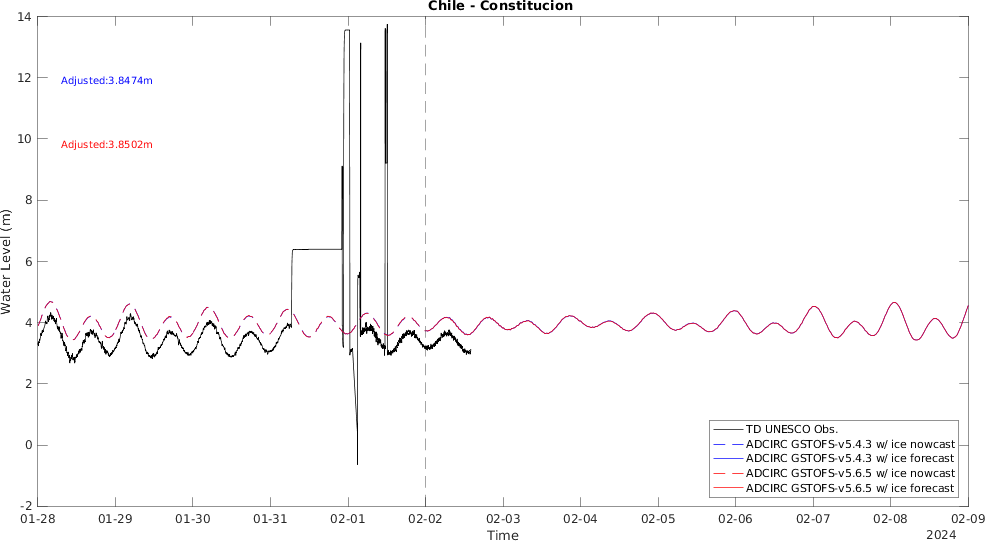 Chile - Constitucion
14
12
10
8
6
4
2
0
-2
Water Level (m)
Adjusted:3.8474m
Adjusted:3.8502m
TD UNESCO Obs.
ADCIRC GSTOFS-v5.4.3 w/ ice nowcast
ADCIRC GSTOFS-v5.4.3 w/ ice forecast
ADCIRC GSTOFS-v5.6.5 w/ ice nowcast
ADCIRC GSTOFS-v5.6.5 w/ ice forecast
01-28 01-29 01-30 01-31 02-01 02-02 02-03 02-04 02-05 02-06 02-07 02-08 02-09
Time
2024